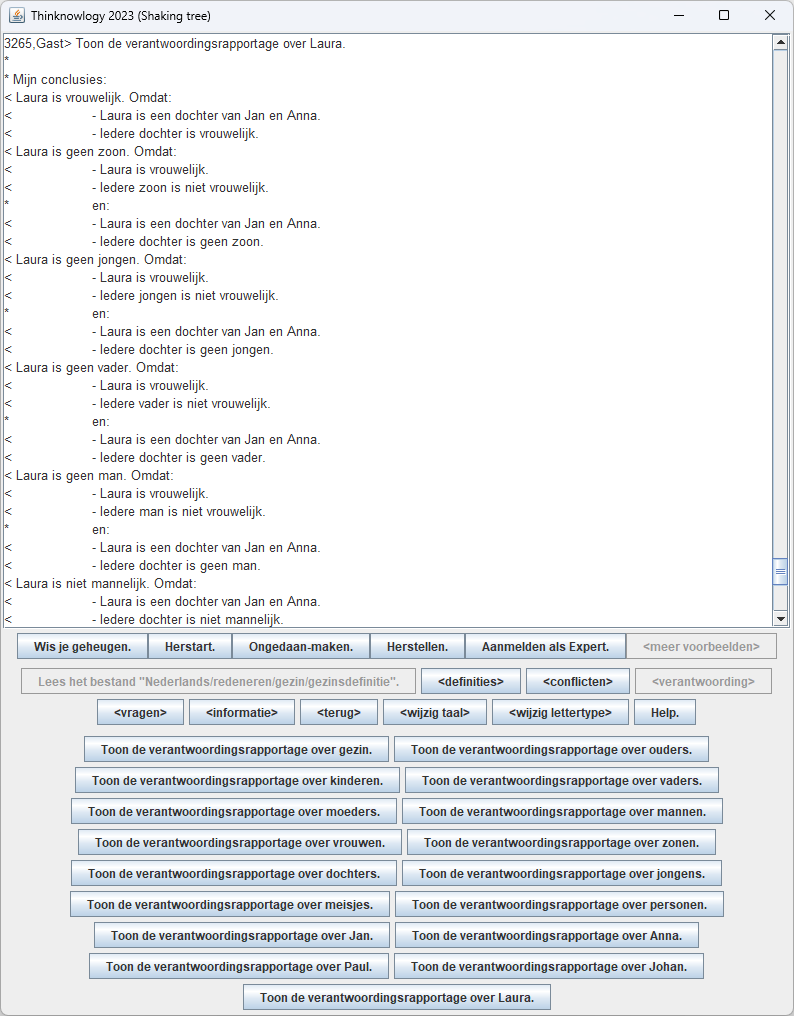 Thinknowlogy 2023 (Shaking tree)
3265,Gast> Toon de verantwoordingsrapportage over Laura.
*
* Mijn conclusies:
< Laura is vrouwelijk. Omdat:
< - Laura is een dochter van Jan en Anna.
< - Iedere dochter is vrouwelijk.
< Laura is geen zoon. Omdat:
< - Laura is vrouwelijk.
< - Iedere zoon is niet vrouwelijk.
* en:
< - Laura is een dochter van Jan en Anna.
< - Iedere dochter is geen zoon.
< Laura is geen jongen. Omdat:
< - Laura is vrouwelijk.
< - Iedere jongen is niet vrouwelijk.
* en:
< - Laura is een dochter van Jan en Anna.
< - Iedere dochter is geen jongen.
< Laura is geen vader. Omdat:
< - Laura is vrouwelijk.
< - Iedere vader is niet vrouwelijk.
* en:
< - Laura is een dochter van Jan en Anna.
< - Iedere dochter is geen vader.
< Laura is geen man. Omdat:
< - Laura is vrouwelijk.
< - Iedere man is niet vrouwelijk.
* en:
< - Laura is een dochter van Jan en Anna.
< - Iedere dochter is geen man.
< Laura is niet mannelijk. Omdat:
< - Laura is een dochter van Jan en Anna.
< - Iedere dochter is niet mannelijk.
Wis je geheugen. Herstart. Ongedaan-maken. Herstellen. Aanmelden als Expert. <meer voorbeelden>
Lees het bestand "Nederlands/redeneren/gezin/gezinsdefinitie". <definities> <conflicten> <verantwoording>
<vragen> <informatie> <terug> <wijzig taal> <wijzig lettertype> Help.
Toon de verantwoordingsrapportage over gezin. Toon de verantwoordingsrapportage over ouders.
Toon de verantwoordingsrapportage over kinderen. Toon de verantwoordingsrapportage over vaders.
Toon de verantwoordingsrapportage over moeders. Toon de verantwoordingsrapportage over mannen.
Toon de verantwoordingsrapportage over vrouwen. Toon de verantwoordingsrapportage over zonen.
Toon de verantwoordingsrapportage over dochters. Toon de verantwoordingsrapportage over jongens.
Toon de verantwoordingsrapportage over meisjes. Toon de verantwoordingsrapportage over personen.
Toon de verantwoordingsrapportage over Jan. Toon de verantwoordingsrapportage over Anna.
Toon de verantwoordingsrapportage over Paul. Toon de verantwoordingsrapportage over Johan.
Toon de verantwoordingsrapportage over Laura.